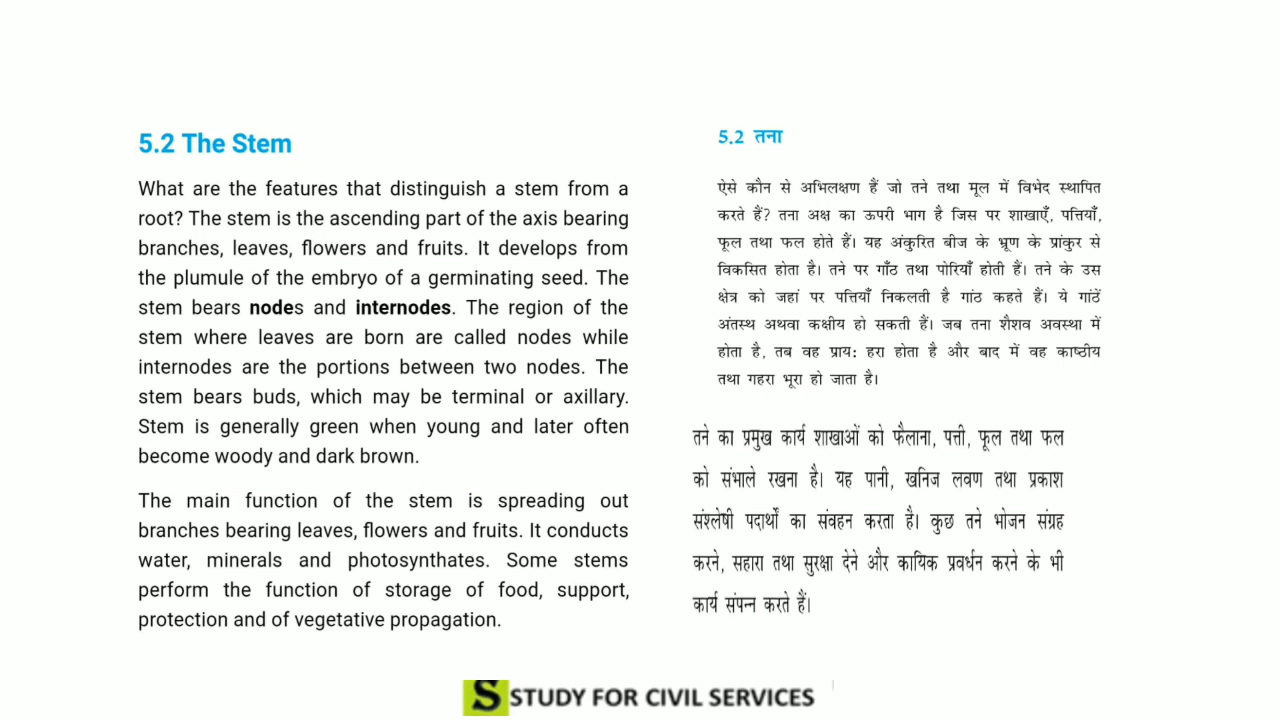 5.2 The Stem
What are the features that distinguish a stem from a
root? The stem is the ascending part of the axis bearing
branches, leaves, flowers and fruits. It develops from
the plumule of the embryo of a germinating seed. The
stem bears nodes and internodes. The region of the
stem where leaves are born are called nodes while
internodes are the portions between two nodes. The
stem bears buds, which may be terminal or axillary.
Stem is generally green when young and later often
become woody and dark brown.
The main function of the stem is spreading out
branches bearing leaves, flowers and fruits. It conducts
water, minerals and photosynthates. Some stems
perform the function of storage of food, support,
protection and of vegetative propagation.
5.2 तना
ऐसे कौन से अभिलक्षण हैं जो तने तथा मूल में विभेद स्थापित
करते हैं? तना अक्ष का ऊपरी भाग है जिस पर शाखाएँ, पत्तियाँ,
फूल तथा फल होते हैं। यह अंकुरित बीज के भ्रूण के प्रांकुर से
विकसित होता है। तने पर गाँठ तथा पोरियाँ होती हैं। तने के उस
क्षेत्र को जहां पर पत्तियाँ निकलती है गांठ कहते हैं। ये गांठें
अंतस्थ अथवा कक्षीय हो सकती हैं। जब तना शैशव अवस्था में
होता है, तब वह प्राय: हरा होता है और बाद में वह काष्ठीय
तथा गहरा भूरा हो जाता है।
तने का प्रमुख कार्य शाखाओं को फैलाना, पत्ती, फूल तथा फल
को संभाले रखना है। यह पानी, खनिज लवण तथा प्रकाश
संश्लेषी पदार्थों का संवहन करता है। कुछ तने भोजन संग्रह
करने, सहारा तथा सुरक्षा देने और कायिक प्रवर्धन करने के भी
कार्य संपन्न करते हैं।
S STUDY FOR CIVIL SERVICES